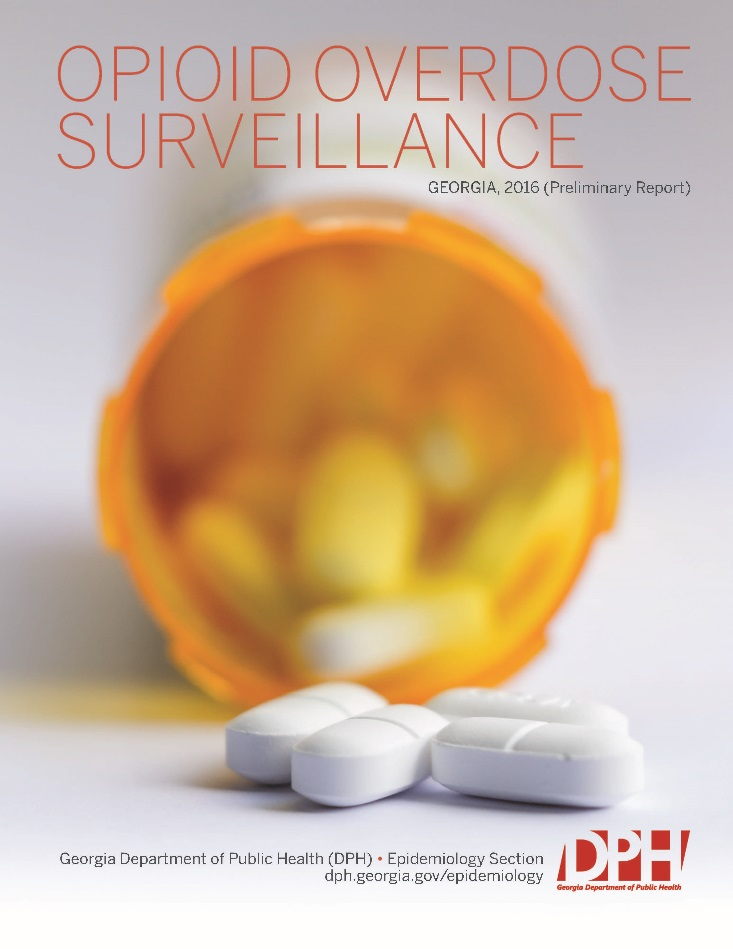 OPIOID OVERDOSE
SURVEILLANCE
GEORGIA, 2016 (Preliminary Report)
Georgia Department of Public Health (DPH) • Epidemiology Section
dph.georgia.gov/epidemiology
DPH
Georgia Department of Public Health